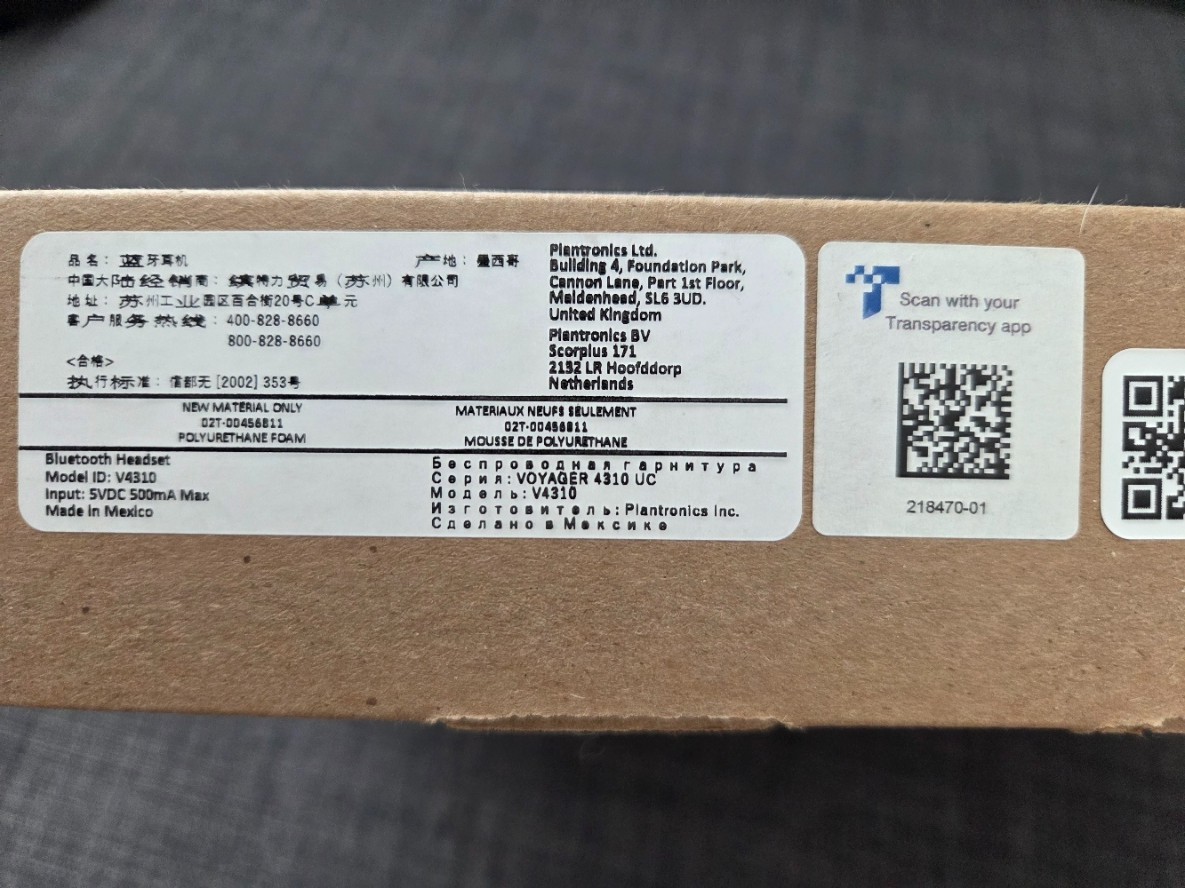 品名：蓝牙耳机 产地：墨西哥
中国大陆经销商：缤特力贸易（苏州）有限公司
地址：苏州工业园区百合街20号C单元
客户服务热线：400-828-8660
800-828-8660
<合格>
执行标准：信部无 [2002] 353号
Plantronics Ltd.
Building 4, Foundation Park,
Cannon Lane, Part 1st Floor,
Maidenhead, SL6 3UD.
United Kingdom
Plantronics BV
Scorpius 171
2132 LR Hoofddorp
Netherlands
NEW MATERIAL ONLY
02T-00456811
POLYURETHANE FOAM
MATERIAUX NEUFS SEULEMENT
02T-00456811
MOUSSE DE POLYURETHANE
Bluetooth Headset
Model ID: V4310
Input: 5VDC 500mA Max
Made in Mexico
Беспроводная гарнитура
Серия: VOYAGER 4310 UC
Модель: V4310
Изготовитель: Plantronics Inc.
Сделано в Мексике
Scan with your
Transparency app
218470-01